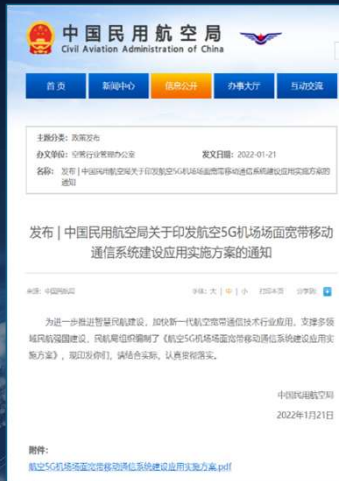 中国民用航空局
Civil Aviation Administration of China
首页 新闻中心 信息公开 办事大厅 互动交流
主题分类: 政策发布
办文单位: 空管行业管理办公室 发文日期: 2022-01-21
名称: 发布 | 中国民用航空局关于印发航空5G机场场面宽带移动通信系统建设应用实施方案的
通知
发布 | 中国民用航空局关于印发航空5G机场场面宽带移动
通信系统建设应用实施方案的通知
来源: 中国民航局 字体: 大 | 中 | 小 打印本页 分享到:
为进一步推进智慧民航建设，加快新一代航空宽带通信技术行业应用，支撑多领
域民航强国建设，民航局组织编制了《航空5G机场场面宽带移动通信系统建设应用实
施方案》，现印发你们，请结合实际，认真贯彻落实。
中国民用航空局
2022年1月21日
附件:
航空5G机场场面宽带移动通信系统建设应用实施方案.pdf